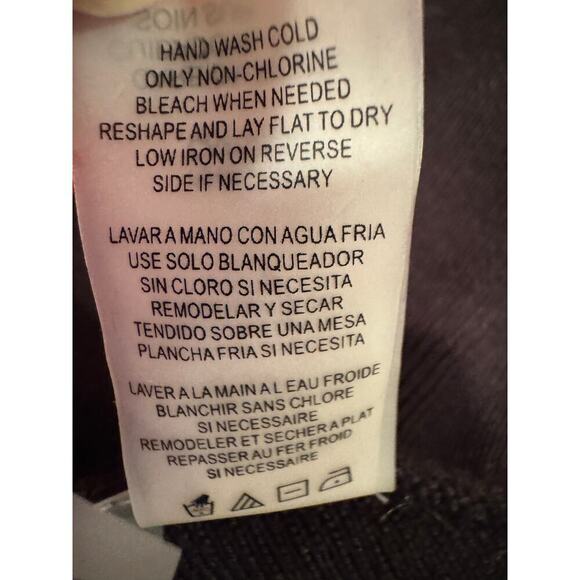 HAND WASH COLD
ONLY NON-CHLORINE
BLEACH WHEN NEEDED
RESHAPE AND LAY FLAT TO DRY
LOW IRON ON REVERSE
SIDE IF NECESSARY
LAVAR A MANO CON AGUA FRIA
USE SOLO BLANQUEADOR
SIN CLORO SI NECESITA
REMODELAR Y SECAR
TENDIDO SOBRE UNA MESA
PLANCHA FRIA SI NECESITA
LAVER A LA MAIN A L EAU FROIDE
BLANCHIR SANS CHLORE
SI NECESSAIRE
REMODELER ET SECHER A PLAT
REPASSER AU FER FROID
SI NECESSAIRE